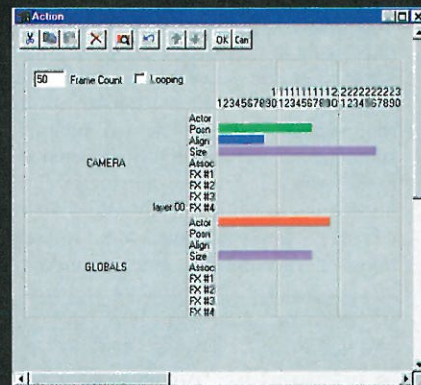 Action
OK Can
50 Frame Count Looping
1 1111111112 2222222223
1234567890 1234567890 1234567890
Actor
Posn
Align
Size
CAMERA
Assoc
FX #1
FX #2
FX #3
layer 00 FX #4
Actor
Posn
Align
Size
GLOBALS
Assoc
FX #1
FX #2
FX #3
FX #4